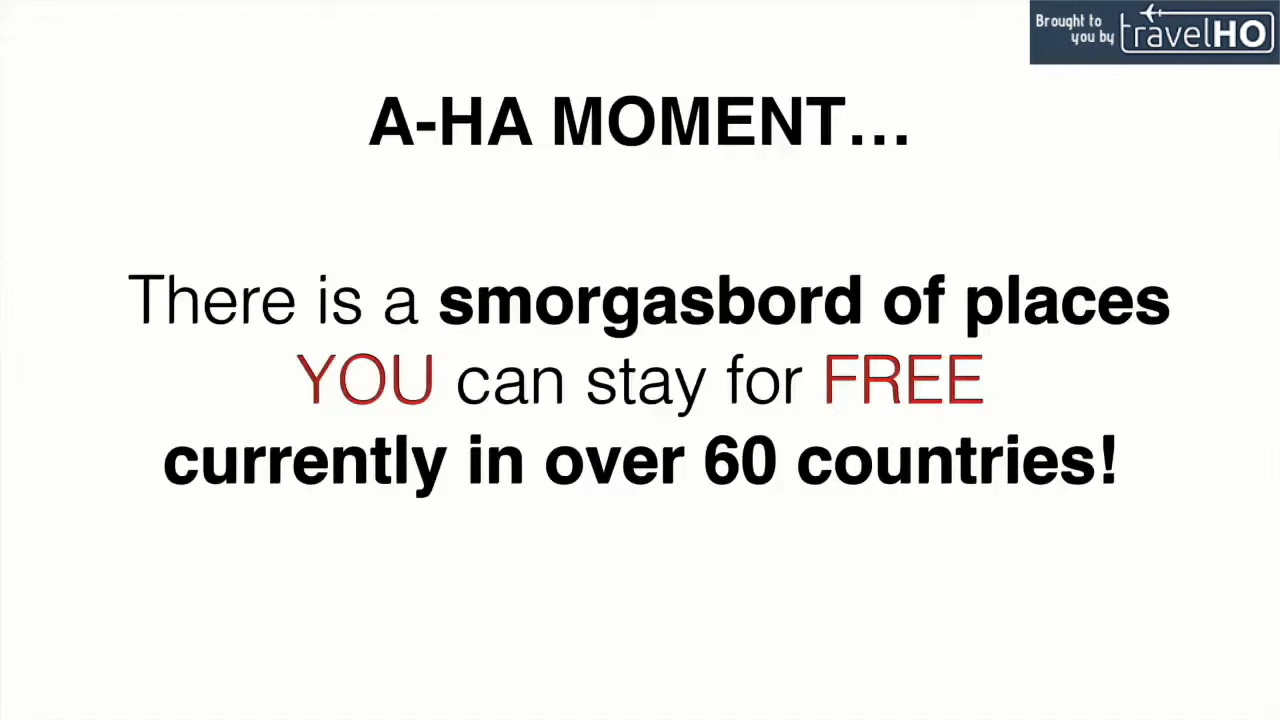 Brought to
you by travelHO
A-HA MOMENT...
There is a smorgasbord of places
YOU can stay for FREE
currently in over 60 countries!